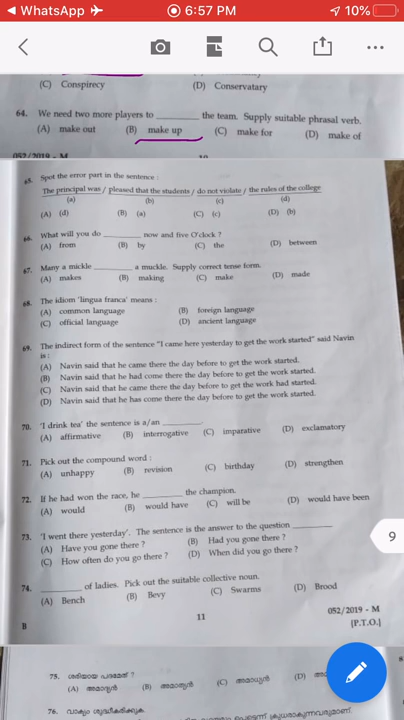 WhatsApp 6:57 PM 10%
(C) Conspirecy (D) Conservatary
64. We need two more players to ________ the team. Supply suitable phrasal verb.
(A) make out (B) make up (C) make for (D) make of
052/2019 - M 10
65. Spot the error part in the sentence :
The principal was / pleased that the students / do not violate / the rules of the college
(a) (b) (c) (d)
(A) (d) (B) (a) (C) (c) (D) (b)
66. What will you do ________ now and five O'clock ?
(A) from (B) by (C) the (D) between
67. Many a mickle ________ a muckle. Supply correct tense form.
(A) makes (B) making (C) make (D) made
68. The idiom 'lingua franca' means :
(A) common language (B) foreign language
(C) official language (D) ancient language
69. The indirect form of the sentence "I came here yesterday to get the work started" said Navin
is :
(A) Navin said that he came there the day before to get the work started.
(B) Navin said that he had come there the day before to get the work started.
(C) Navin said that he came there the day before to get the work had started.
(D) Navin said that he has come there the day before to get the work started.
70. 'I drink tea' the sentence is a/an ________.
(A) affirmative (B) interrogative (C) imparative (D) exclamatory
71. Pick out the compound word :
(A) unhappy (B) revision (C) birthday (D) strengthen
72. If he had won the race, he ________ the champion.
(A) would (B) would have (C) will be (D) would have been
73. 'I went there yesterday'. The sentence is the answer to the question ________
(A) Have you gone there ? (B) Had you gone there ?
(C) How often do you go there ? (D) When did you go there ?
9
74. ________ of ladies. Pick out the suitable collective noun.
(A) Bench (B) Bevy (C) Swarms (D) Brood
11 052/2019 - M
B [P.T.O.]
75. ശരിയായ പദമേത് ?
(A) (B) (C) (D)
76. വാക്യം ശുദ്ധീകരിക്കുക.